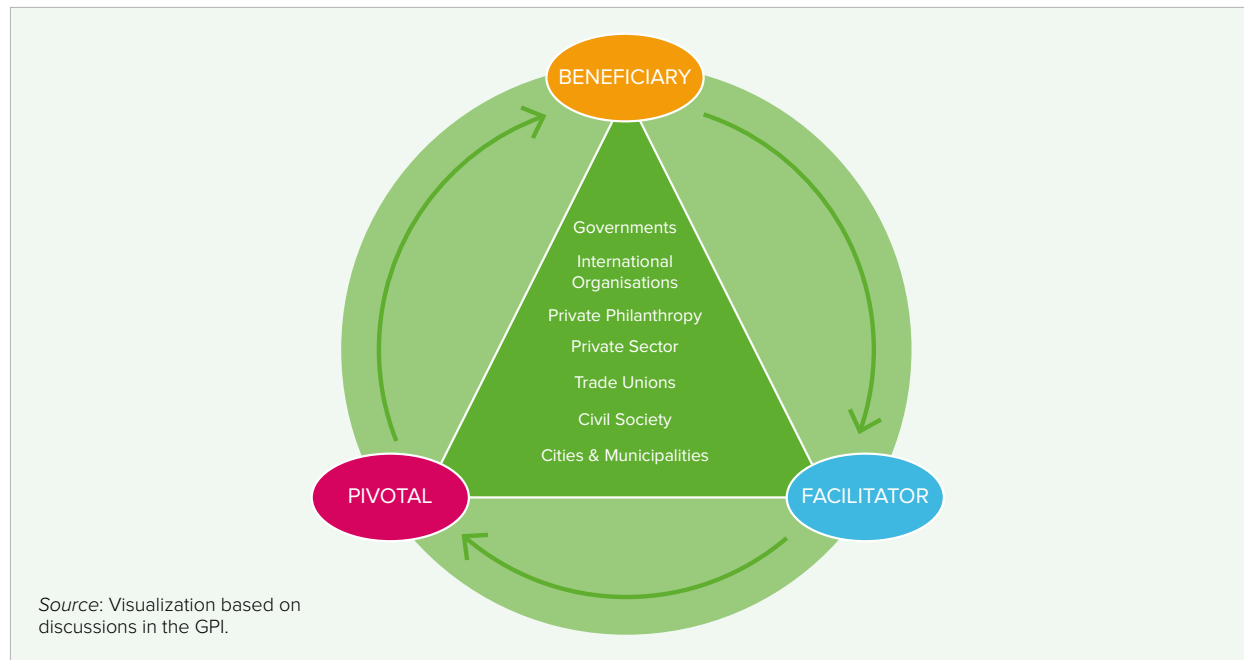 BENEFICIARY
Governments
International
Organisations
Private Philanthropy
Private Sector
Trade Unions
Civil Society
Cities & Municipalities
PIVOTAL
FACILITATOR
Source: Visualization based on
discussions in the GPI.